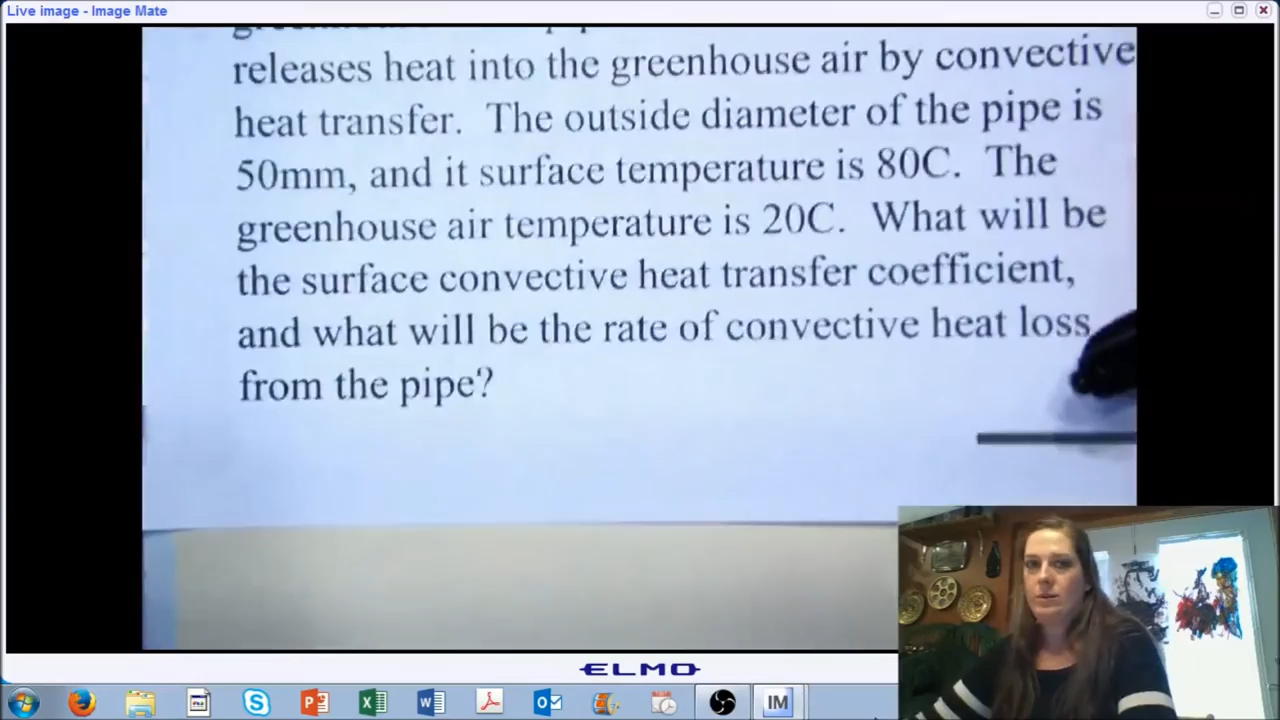 Live image - Image Mate
releases heat into the greenhouse air by convective
heat transfer. The outside diameter of the pipe is
50mm, and it surface temperature is 80C. The
greenhouse air temperature is 20C. What will be
the surface convective heat transfer coefficient,
and what will be the rate of convective heat loss
from the pipe?
ELMO
IM